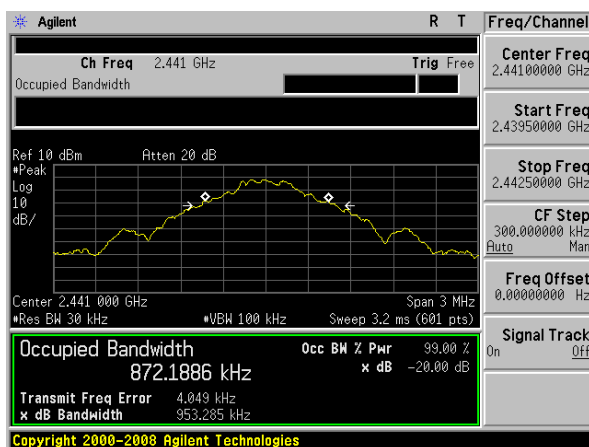 Agilent R T
Ch Freq 2.441 GHz Trig Free
Occupied Bandwidth
Ref 10 dBm Atten 20 dB
#Peak
Log
10
dB/
Center 2.441 000 GHz Span 3 MHz
#Res BW 30 kHz #VBW 100 kHz Sweep 3.2 ms (601 pts)
Occupied Bandwidth Occ BW % Pwr 99.00 %
872.1886 kHz x dB -20.00 dB
Transmit Freq Error 4.049 kHz
x dB Bandwidth 953.285 kHz
Copyright 2000-2008 Agilent Technologies
Freq/Channel
Center Freq
2.44100000 GHz
Start Freq
2.43950000 GHz
Stop Freq
2.44250000 GHz
CF Step
300.000000 kHz
Auto Man
Freq Offset
0.00000000 Hz
Signal Track
On Off